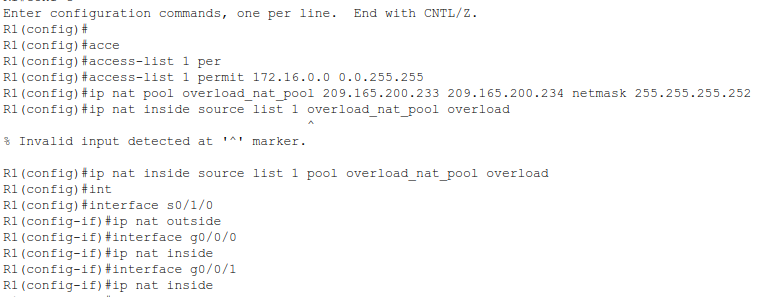 Enter configuration commands, one per line.  End with CNTL/Z.
R1(config)#
R1(config)#acce
R1(config)#access-list 1 per
R1(config)#access-list 1 permit 172.16.0.0 0.0.255.255
R1(config)#ip nat pool overload_nat_pool 209.165.200.233 209.165.200.234 netmask 255.255.255.252
R1(config)#ip nat inside source list 1 overload_nat_pool overload
^
% Invalid input detected at '^' marker.
R1(config)#ip nat inside source list 1 pool overload_nat_pool overload
R1(config)#int
R1(config)#interface s0/1/0
R1(config-if)#ip nat outside
R1(config-if)#interface g0/0/0
R1(config-if)#ip nat inside
R1(config-if)#interface g0/0/1
R1(config-if)#ip nat inside